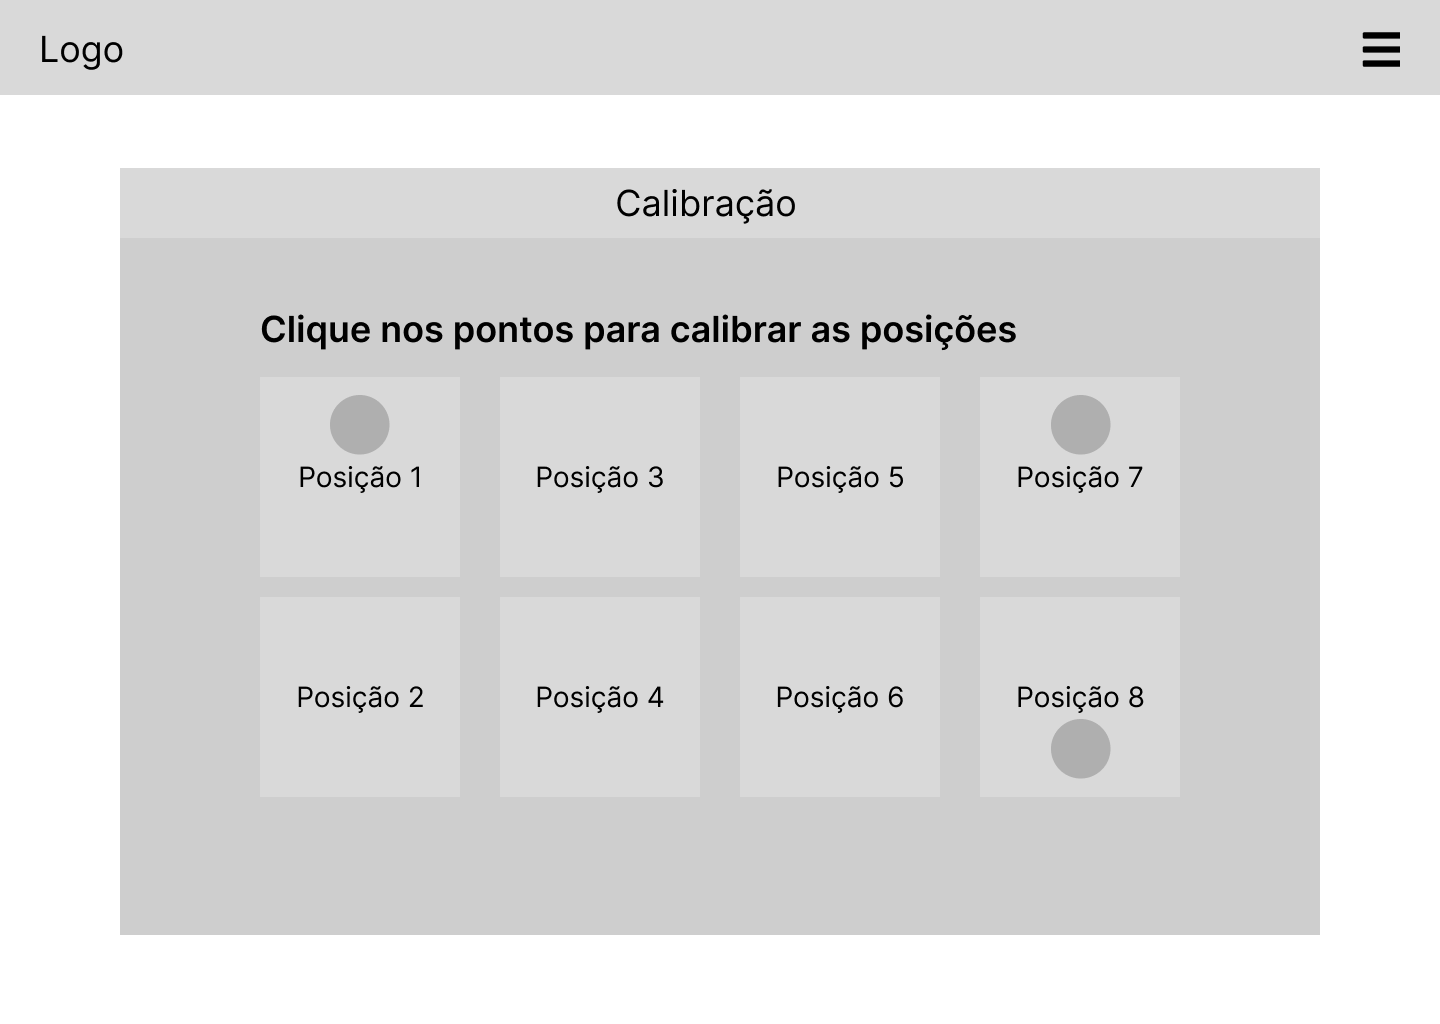 Logo
Calibração
Clique nos pontos para calibrar as posições
Posição 1
Posição 3
Posição 5
Posição 7
Posição 2
Posição 4
Posição 6
Posição 8